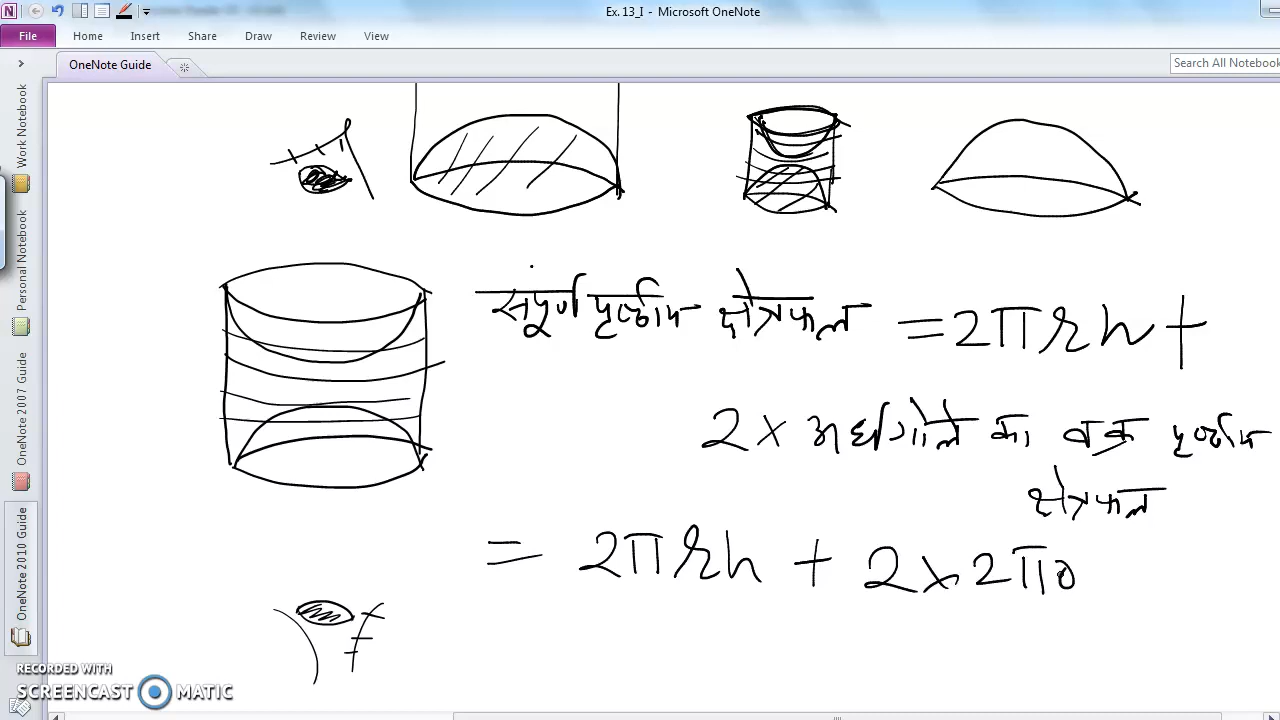 Ex. 13_I - Microsoft OneNote
File Home Insert Share Draw Review View
OneNote Guide
Search All Notebook
Work Notebook
Personal Notebook
OneNote 2007 Guide
OneNote 2010 Guide
संपूर्ण पृष्ठीय क्षेत्रफल = 2πrh +
2 × अर्धगोले का वक्र पृष्ठीय
क्षेत्रफल
= 2πrh + 2 × 2π
RECORDED WITH
SCREENCAST MATIC